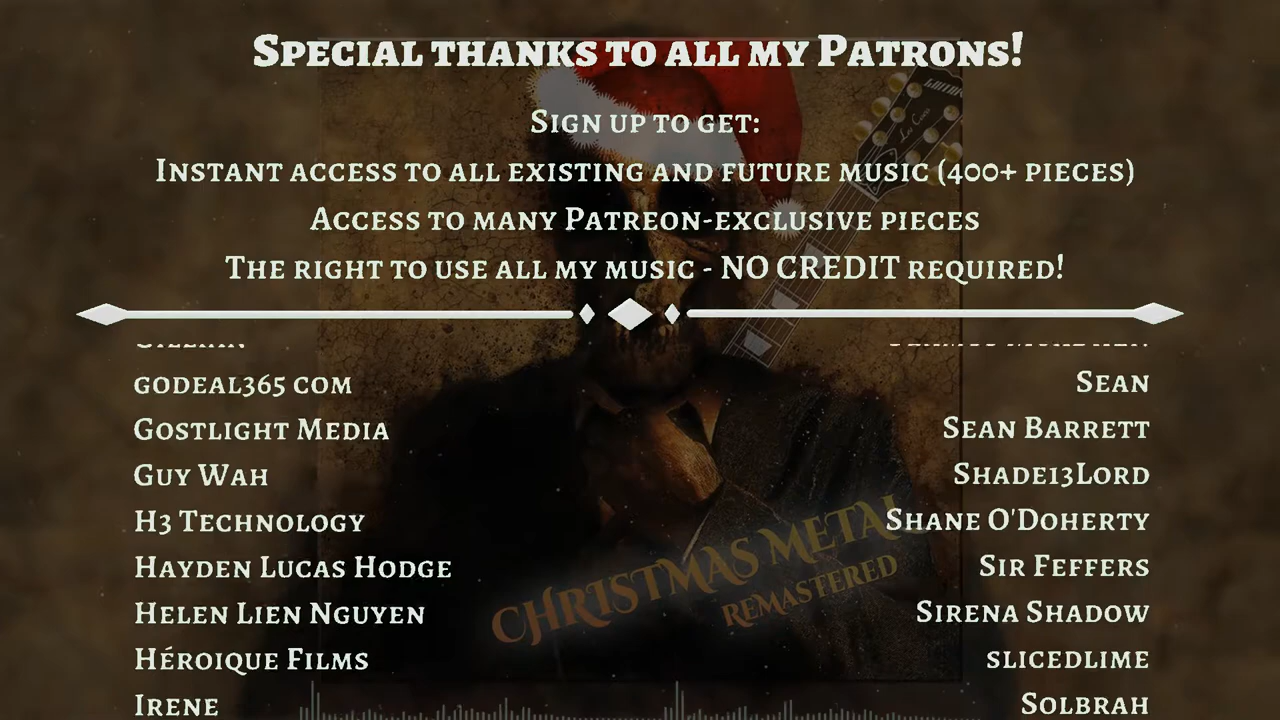 Special thanks to all my Patrons!
Sign up to get:
Instant access to all existing and future music (400+ pieces)
Access to many Patreon-exclusive pieces
The right to use all my music - NO CREDIT required!
godeal365 com
Gostlight Media
Guy Wah
H3 Technology
Hayden Lucas Hodge
Helen Lien Nguyen
Héroique Films
Irene
Sean
Sean Barrett
Shade13Lord
Shane O'Doherty
Sir Feffers
Sirena Shadow
slicedlime
Solbrah
Christmas Metal
Remastered